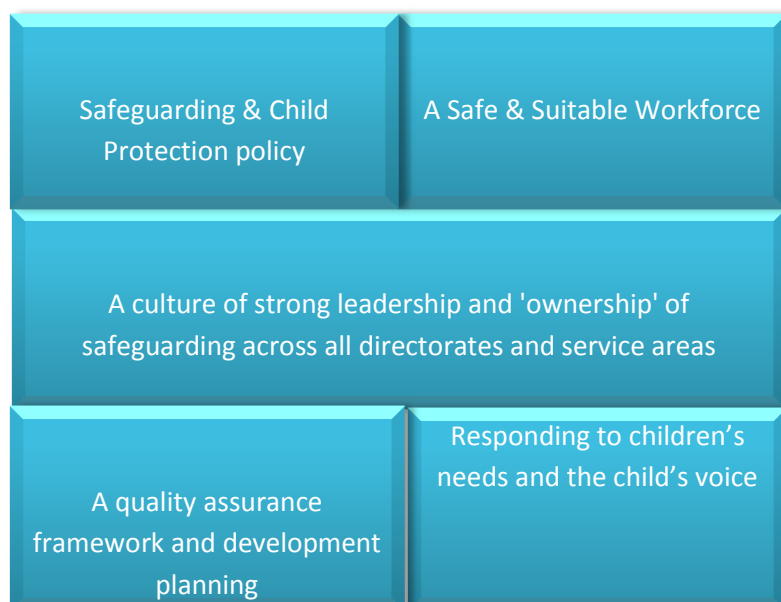 Safeguarding & Child
Protection policy
A Safe & Suitable Workforce
A culture of strong leadership and 'ownership' of
safeguarding across all directorates and service areas
A quality assurance
framework and development
planning
Responding to children’s
needs and the child’s voice